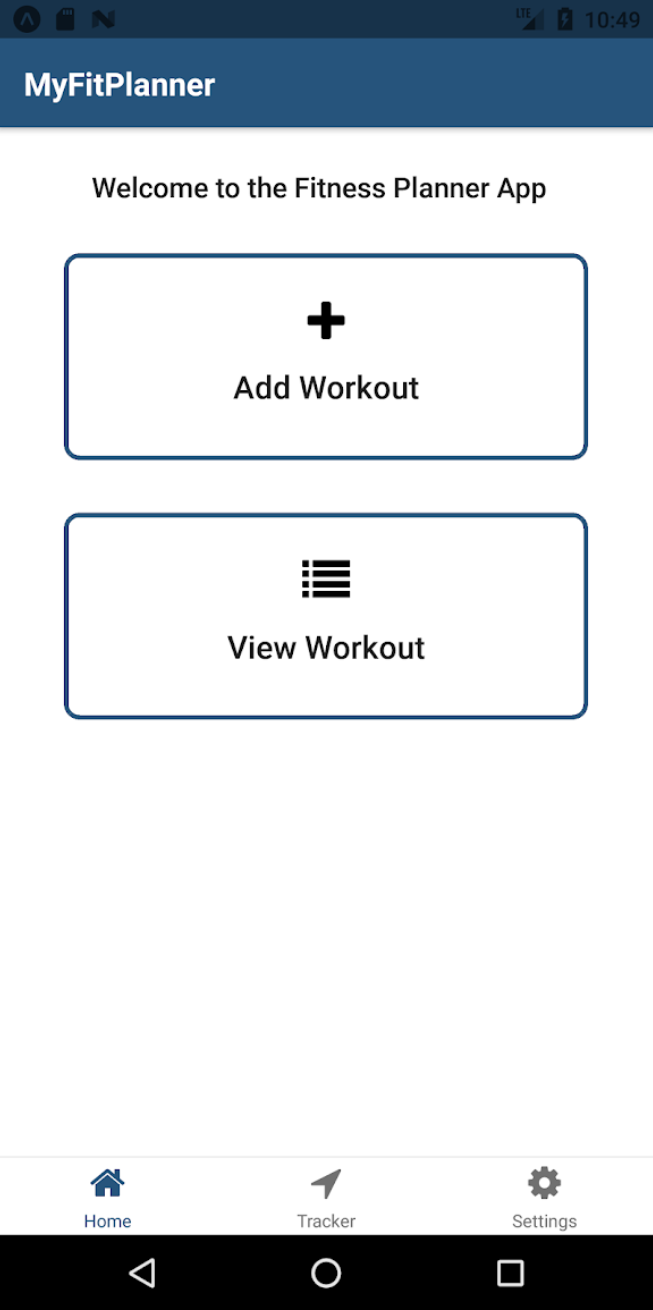 LTE 10:49
MyFitPlanner
Welcome to the Fitness Planner App
Add Workout
View Workout
Home Tracker Settings